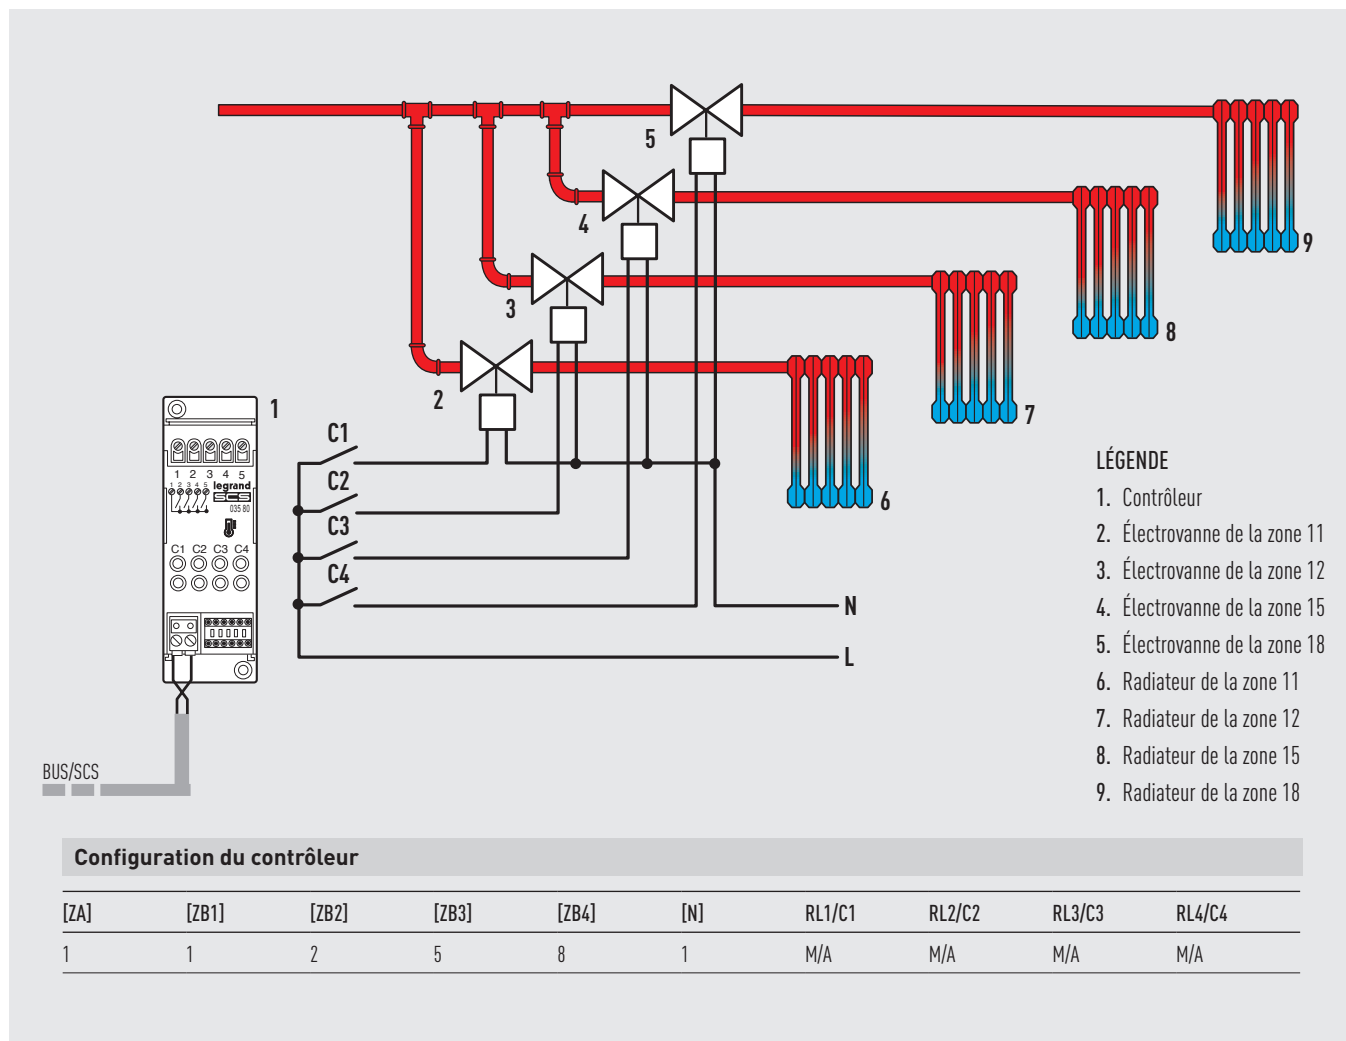 5
4
9
3
8
2
7
1
C1
6
C2
C3
C4
N
L
1 2 3 4 5
1 2 3 4 5
legrand
035 80
C1 C2 C3 C4
BUS/SCS
LÉGENDE
1. Contrôleur
2. Électrovanne de la zone 11
3. Électrovanne de la zone 12
4. Électrovanne de la zone 15
5. Électrovanne de la zone 18
6. Radiateur de la zone 11
7. Radiateur de la zone 12
8. Radiateur de la zone 15
9. Radiateur de la zone 18
Configuration du contrôleur
[ZA] [ZB1] [ZB2] [ZB3] [ZB4] [N] RL1/C1 RL2/C2 RL3/C3 RL4/C4
1 1 2 5 8 1 M/A M/A M/A M/A